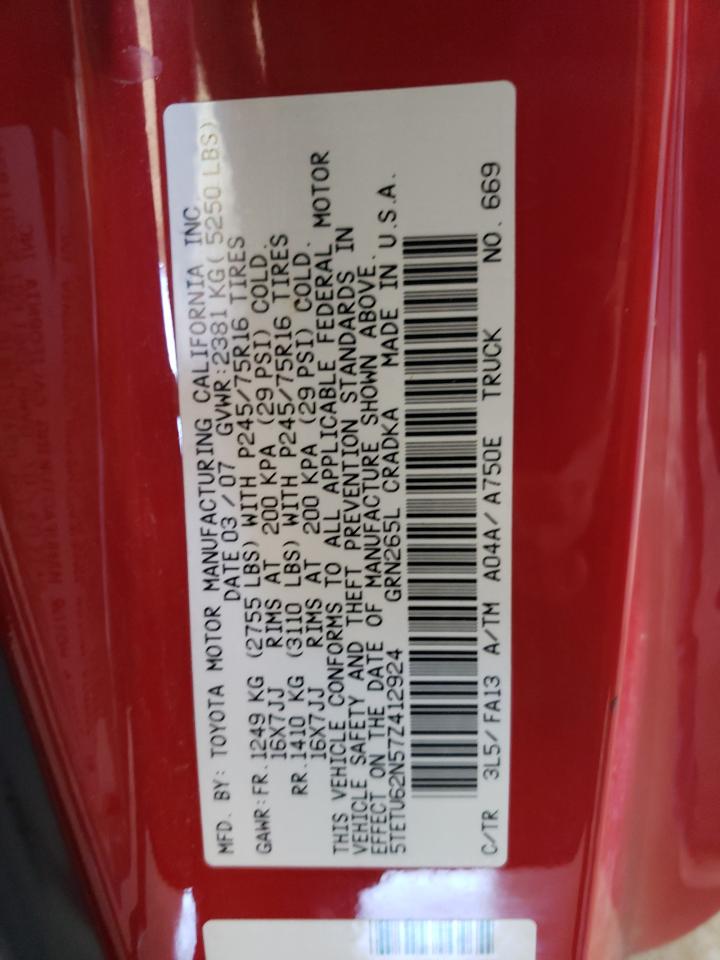 MFD. BY: TOYOTA MOTOR MANUFACTURING CALIFORNIA INC.
DATE 03 / 07 GVWR: 2381 KG ( 5250 LBS)
GAWR: FR. 1249 KG (2755 LBS) WITH P245/75R16 TIRES
16X7JJ RIMS AT 200 KPA (29 PSI) COLD.
RR. 1410 KG (3110 LBS) WITH P245/75R16 TIRES
16X7JJ RIMS AT 200 KPA (29 PSI) COLD.
THIS VEHICLE CONFORMS TO ALL APPLICABLE FEDERAL MOTOR
VEHICLE SAFETY AND THEFT PREVENTION STANDARDS IN
EFFECT ON THE DATE OF MANUFACTURE SHOWN ABOVE.
5TETU62N57Z412924 GRN265L CRADKA MADE IN U.S.A.
C/TR 3L5/ FA13 A/TM A04A/ A750E TRUCK NO. 669